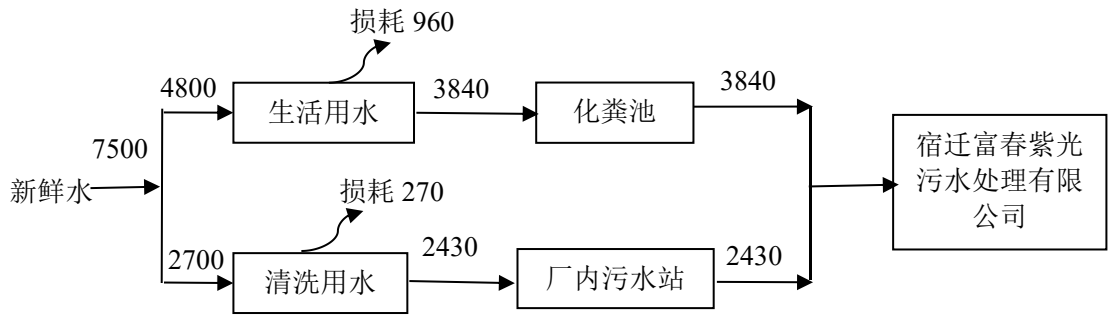 损耗 960
4800
生活用水
3840
化粪池
3840
7500
新鲜水
宿迁富春紫光
污水处理有限
公司
损耗 270
2700
清洗用水
2430
厂内污水站
2430